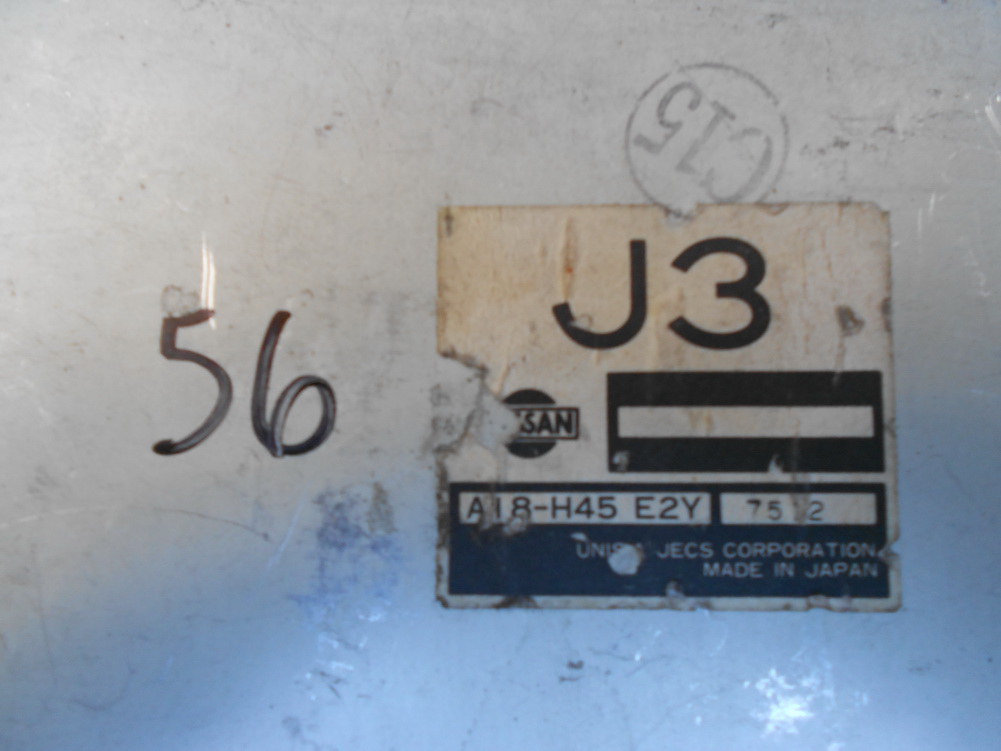 C15
J3
56
A18-H45 E2Y
JECS CORPORATION
MADE IN JAPAN